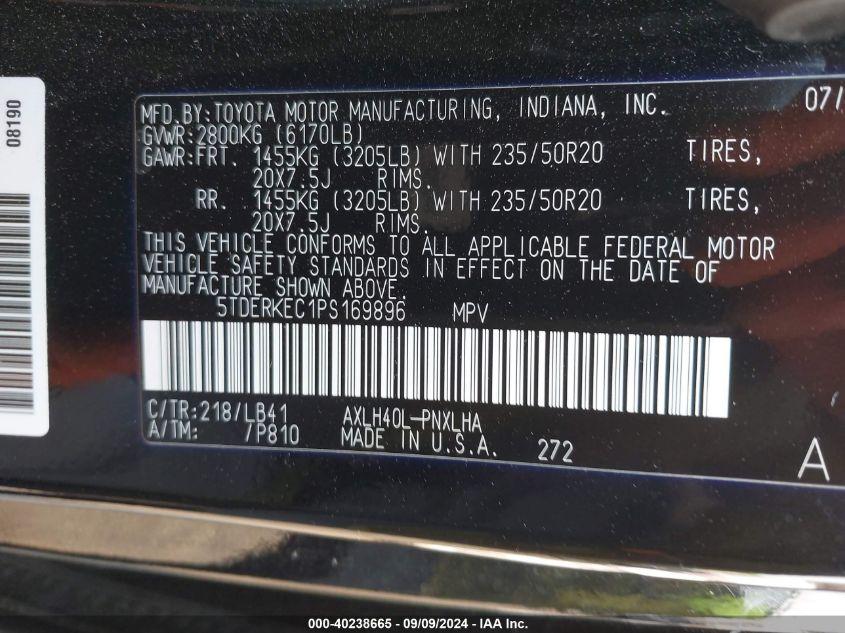 08190
MFD.BY:TOYOTA MOTOR MANUFACTURING, INDIANA, INC. 07/
GVWR:2800KG (6170LB)
GAWR:FRT. 1455KG (3205LB) WITH 235/50R20 TIRES,
20X7.5J RIMS.
RR. 1455KG (3205LB) WITH 235/50R20 TIRES,
20X7.5J RIMS.
THIS VEHICLE CONFORMS TO ALL APPLICABLE FEDERAL MOTOR
VEHICLE SAFETY STANDARDS IN EFFECT ON THE DATE OF
MANUFACTURE SHOWN ABOVE.
5TDERKEC1PS169896 MPV
C/TR:218/LB41 AXLH40L-PNXLHA
A/TM: /P810 MADE IN U.S.A. 272
A
000-40238665 - 09/09/2024 - IAA Inc.